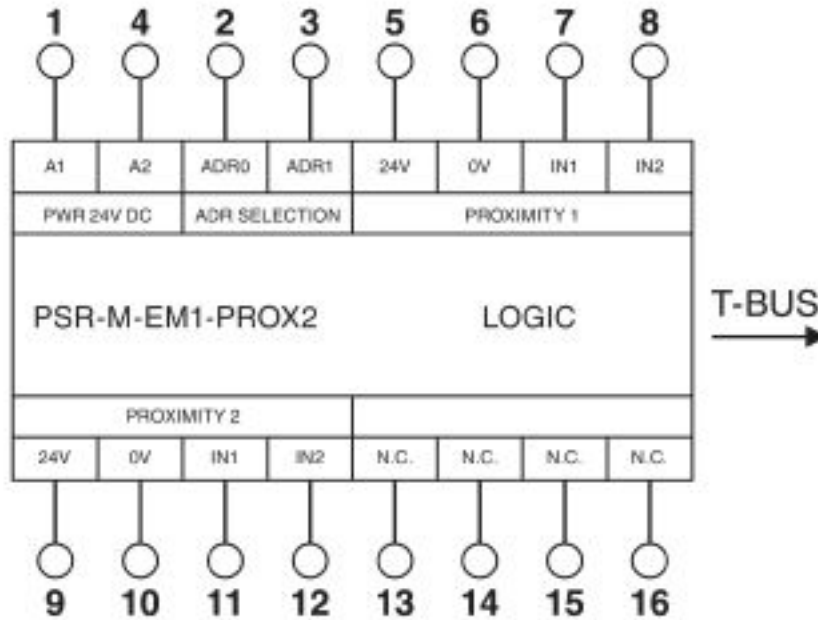 1 4 2 3 5 6 7 8
A1 A2 ADR0 ADR1 24V 0V IN1 IN2
PWR 24V DC ADR SELECTION PROXIMITY 1
PSR-M-EM1-PROX2 LOGIC T-BUS
PROXIMITY 2
24V 0V IN1 IN2 N.C. N.C. N.C. N.C.
9 10 11 12 13 14 15 16